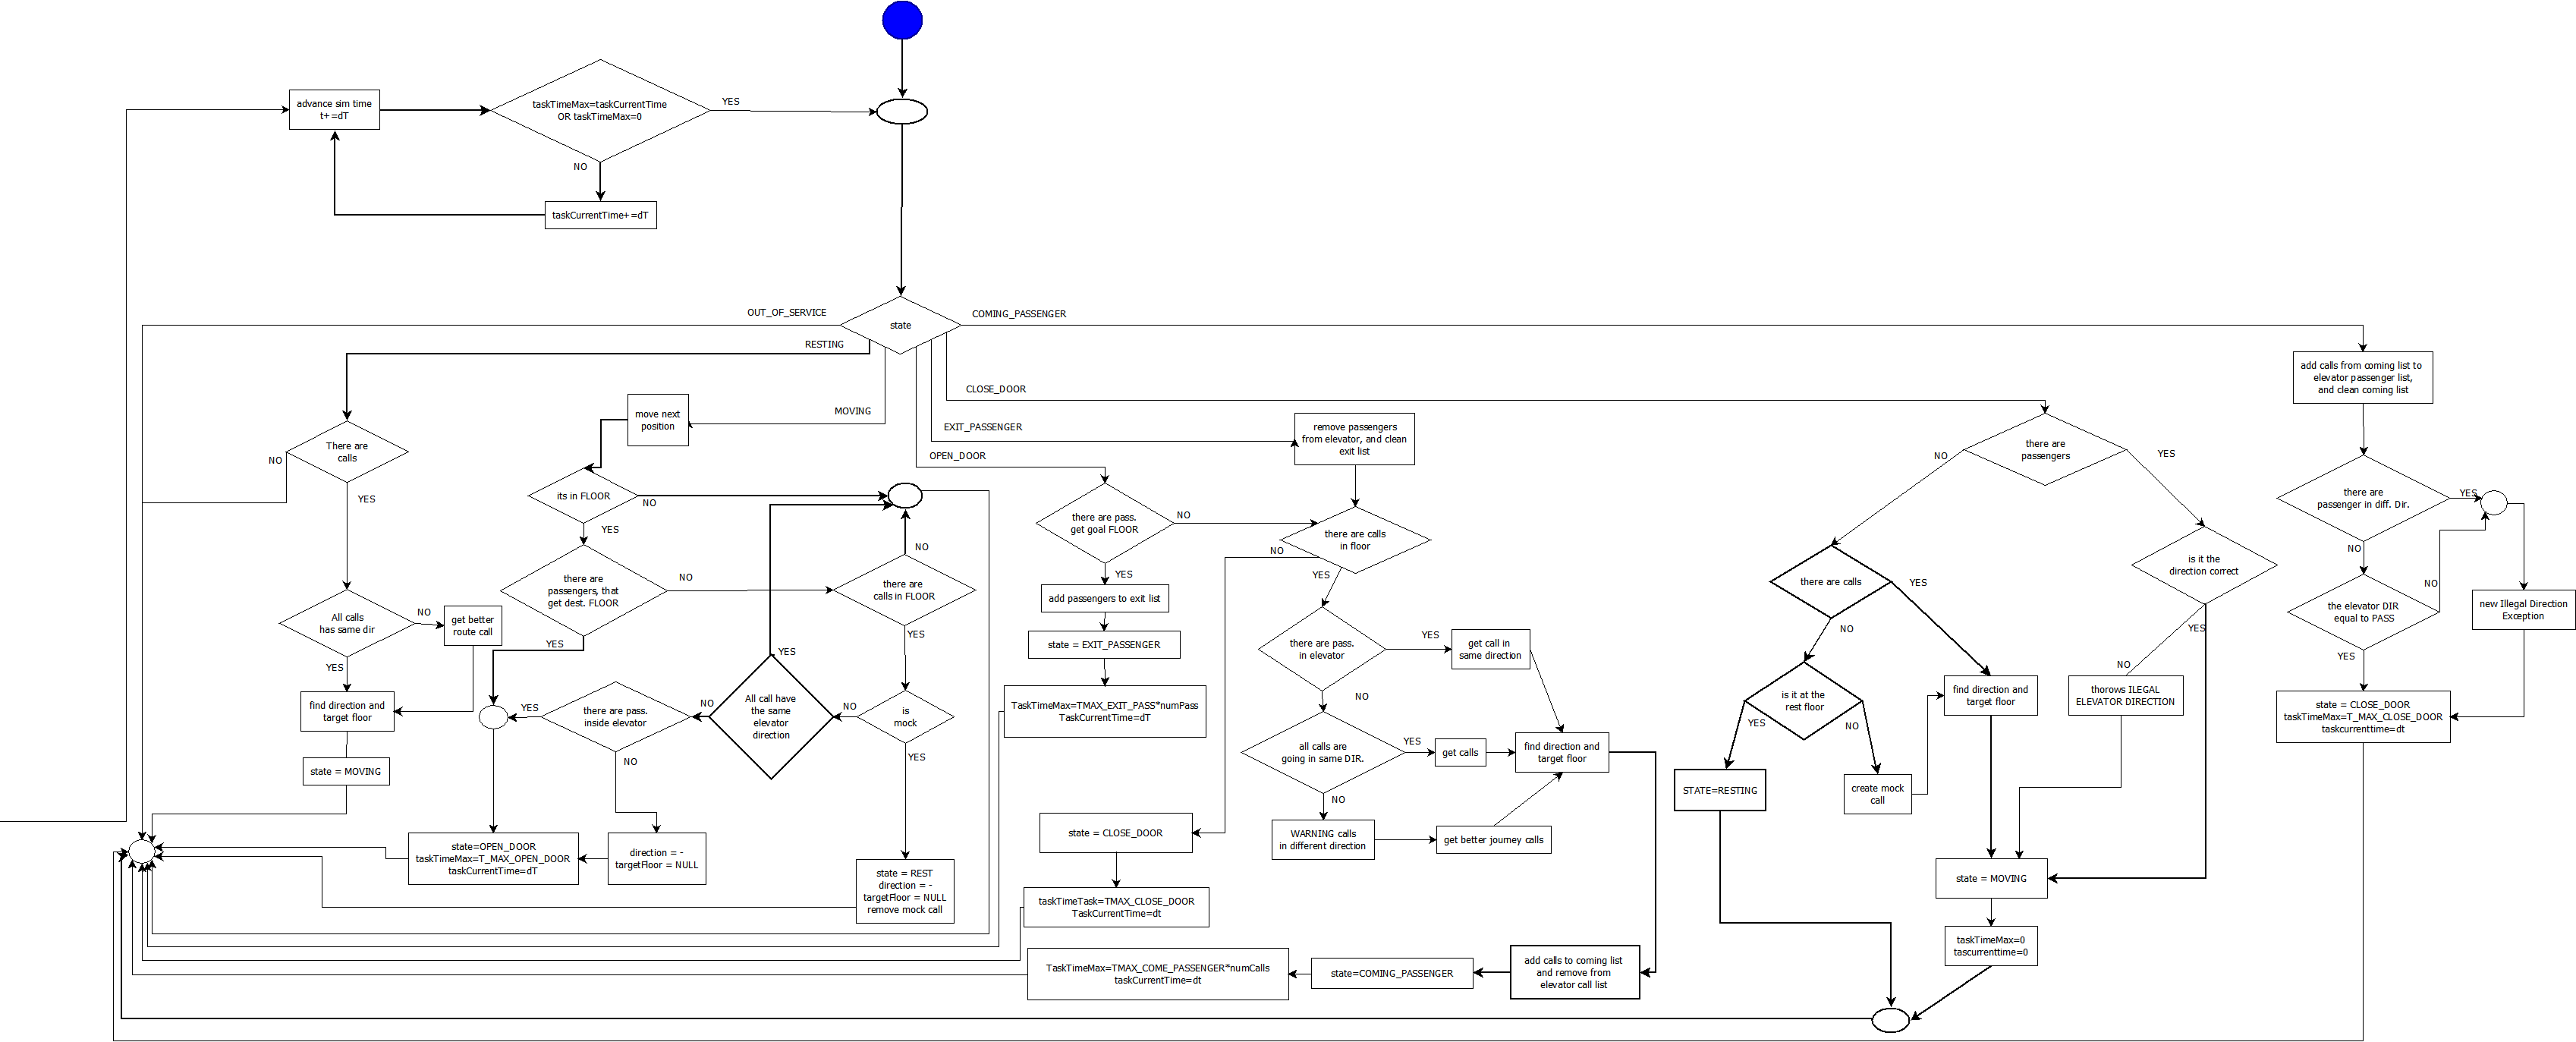 advance sim time
t+=dT
taskTimeMax=taskCurrentTime
OR taskTimeMax=0
YES
NO
taskCurrentTime+=dT
state
OUT_OF_SERVICE
COMING_PASSENGER
RESTING
CLOSE_DOOR
MOVING
EXIT_PASSENGER
OPEN_DOOR
There are
calls
NO
YES
All calls
has same dir
NO
get better
route call
YES
find direction and
target floor
state = MOVING
move next
position
its in FLOOR
NO
YES
there are
passengers, that
get dest. FLOOR
NO
YES
there are
calls in FLOOR
NO
YES
is
mock
NO
YES
All call have
the same
elevator
direction
YES
NO
there are pass.
inside elevator
YES
NO
state=OPEN_DOOR
taskTimeMax=T_MAX_OPEN_DOOR
taskCurrentTime=dT
direction = -
targetFloor = NULL
state = REST
direction = -
targetFloor = NULL
remove mock call
there are pass.
get goal FLOOR
NO
YES
add passengers to exit list
state = EXIT_PASSENGER
TaskTimeMax=TMAX_EXIT_PASS*numPass
TaskCurrentTime=dT
remove passengers
from elevator, and clean
exit list
there are calls
in floor
NO
YES
there are pass.
in elevator
YES
NO
get call in
same direction
all calls are
going in same DIR.
YES
NO
get calls
find direction and
target floor
WARNING calls
in different direction
get better journey calls
state = CLOSE_DOOR
taskTimeTask=TMAX_CLOSE_DOOR
TaskCurrentTime=dt
TaskTimeMax=TMAX_COME_PASSENGER*numCalls
taskCurrentTime=dt
state=COMING_PASSENGER
add calls to coming list
and remove from
elevator call list
there are
passengers
NO
YES
there are calls
YES
NO
is it at the
rest floor
YES
NO
STATE=RESTING
create mock
call
find direction and
target floor
is it the
direction correct
YES
NO
thorows ILEGAL
ELEVATOR DIRECTION
state = MOVING
taskTimeMax=0
tascurrenttime=0
add calls from coming list to
elevator passenger list,
and clean coming list
there are
passenger in diff. Dir.
YES
NO
the elevator DIR
equal to PASS
NO
YES
new Illegal Direction
Exception
state = CLOSE_DOOR
taskTimeMax=T_MAX_CLOSE_DOOR
taskcurrenttime=dt